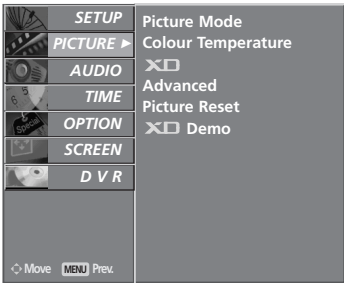 SETUP
PICTURE ►
AUDIO
TIME
OPTION
SCREEN
D V R
Move MENU Prev.
Picture Mode
Colour Temperature
XD
Advanced
Picture Reset
XD Demo